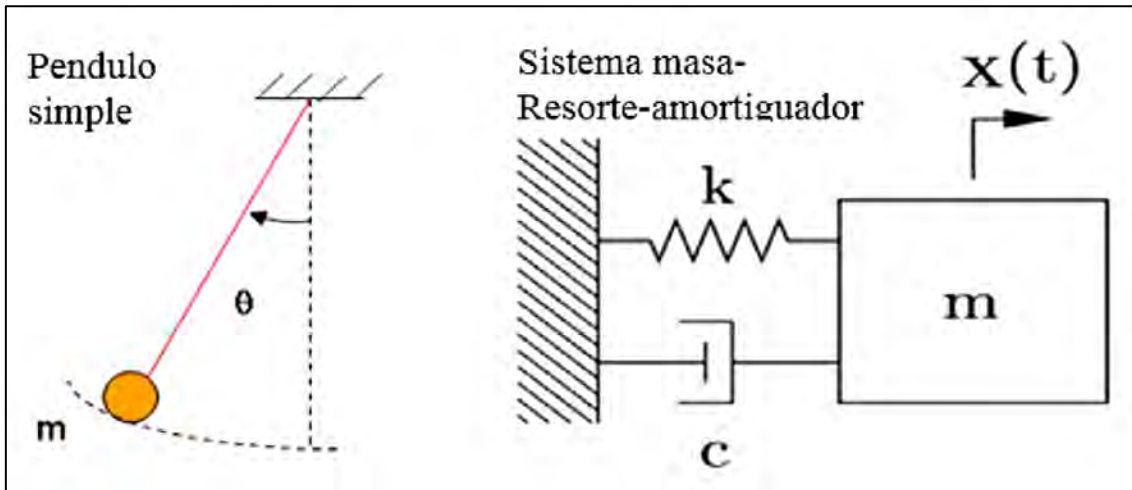 Pendulo
simple
θ
m
Sistema masa-
Resorte-amortiguador
x(t)
k
m
c